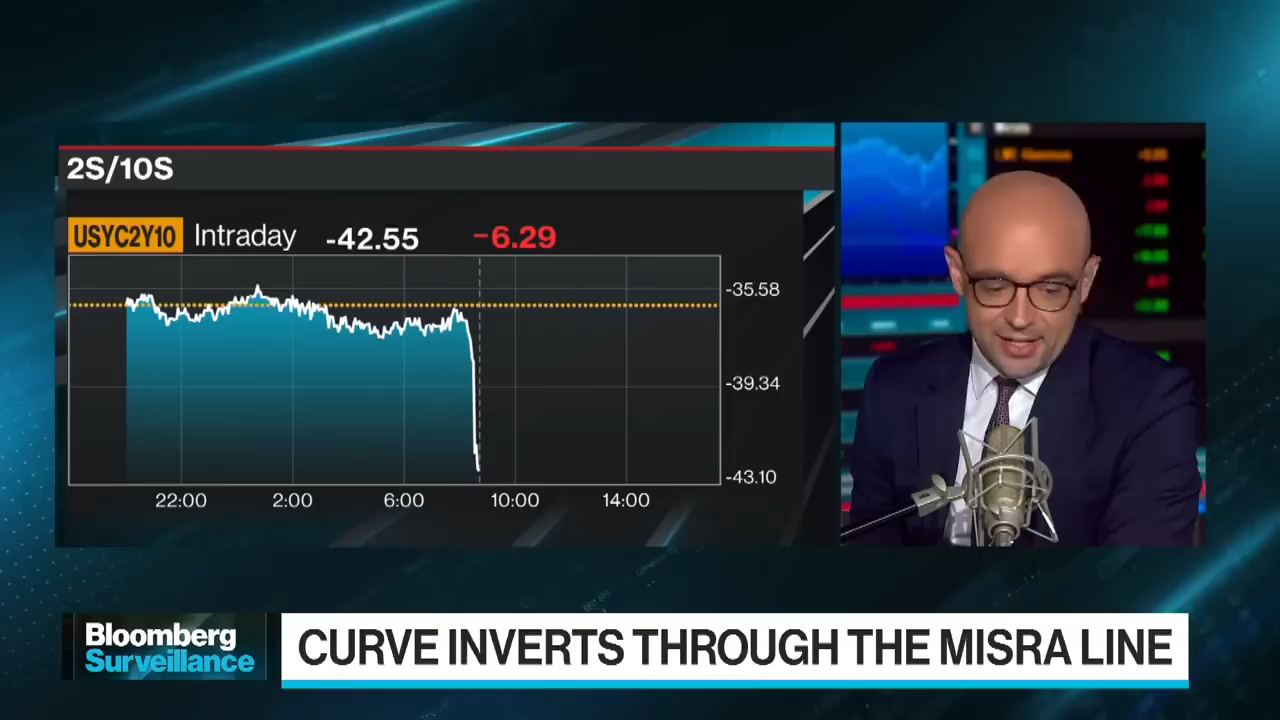 2S/10S
USYC2Y10 Intraday -42.55 -6.29
-35.58
-39.34
-43.10
22:00 2:00 6:00 10:00 14:00
Bloomberg
Surveillance
CURVE INVERTS THROUGH THE MISRA LINE